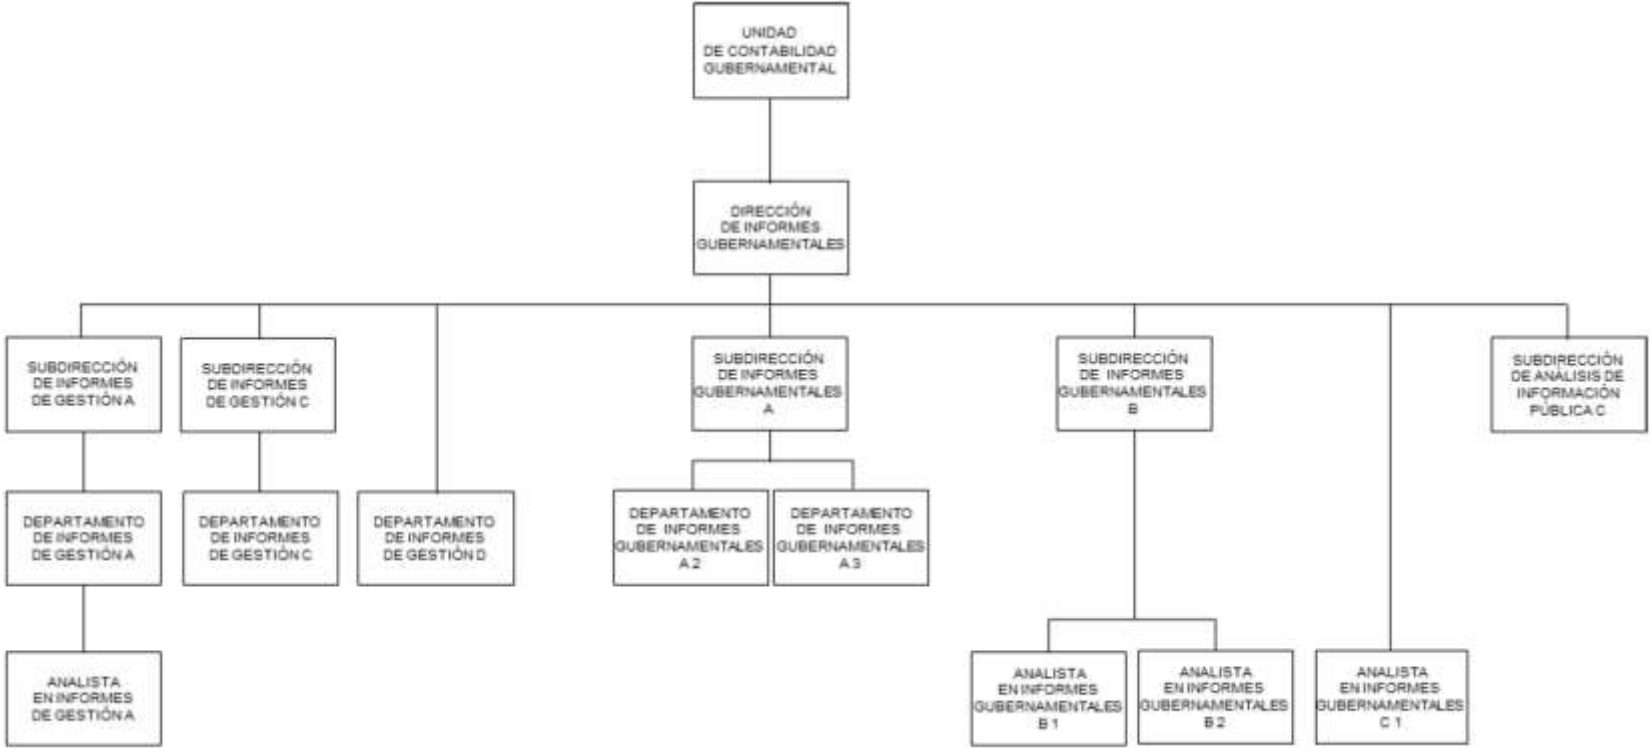 UNIDAD
DE CONTABILIDAD
GUBERNAMENTAL
DIRECCIÓN
DE INFORMES
GUBERNAMENTALES
SUBDIRECCIÓN
DE INFORMES
DE GESTIÓN A
SUBDIRECCIÓN
DE INFORMES
DE GESTIÓN C
SUBDIRECCIÓN
DE INFORMES
GUBERNAMENTALES
A
SUBDIRECCIÓN
DE INFORMES
GUBERNAMENTALES
B
SUBDIRECCIÓN
DE ANÁLISIS DE
INFORMACIÓN
PÚBLICA C
DEPARTAMENTO
DE INFORMES
DE GESTIÓN A
DEPARTAMENTO
DE INFORMES
DE GESTIÓN C
DEPARTAMENTO
DE INFORMES
DE GESTIÓN D
DEPARTAMENTO
DE INFORMES
GUBERNAMENTALES
A 2
DEPARTAMENTO
DE INFORMES
GUBERNAMENTALES
A 3
ANALISTA
EN INFORMES
DE GESTIÓN A
ANALISTA
EN INFORMES
GUBERNAMENTALES
B 1
ANALISTA
EN INFORMES
GUBERNAMENTALES
B 2
ANALISTA
EN INFORMES
GUBERNAMENTALES
C 1